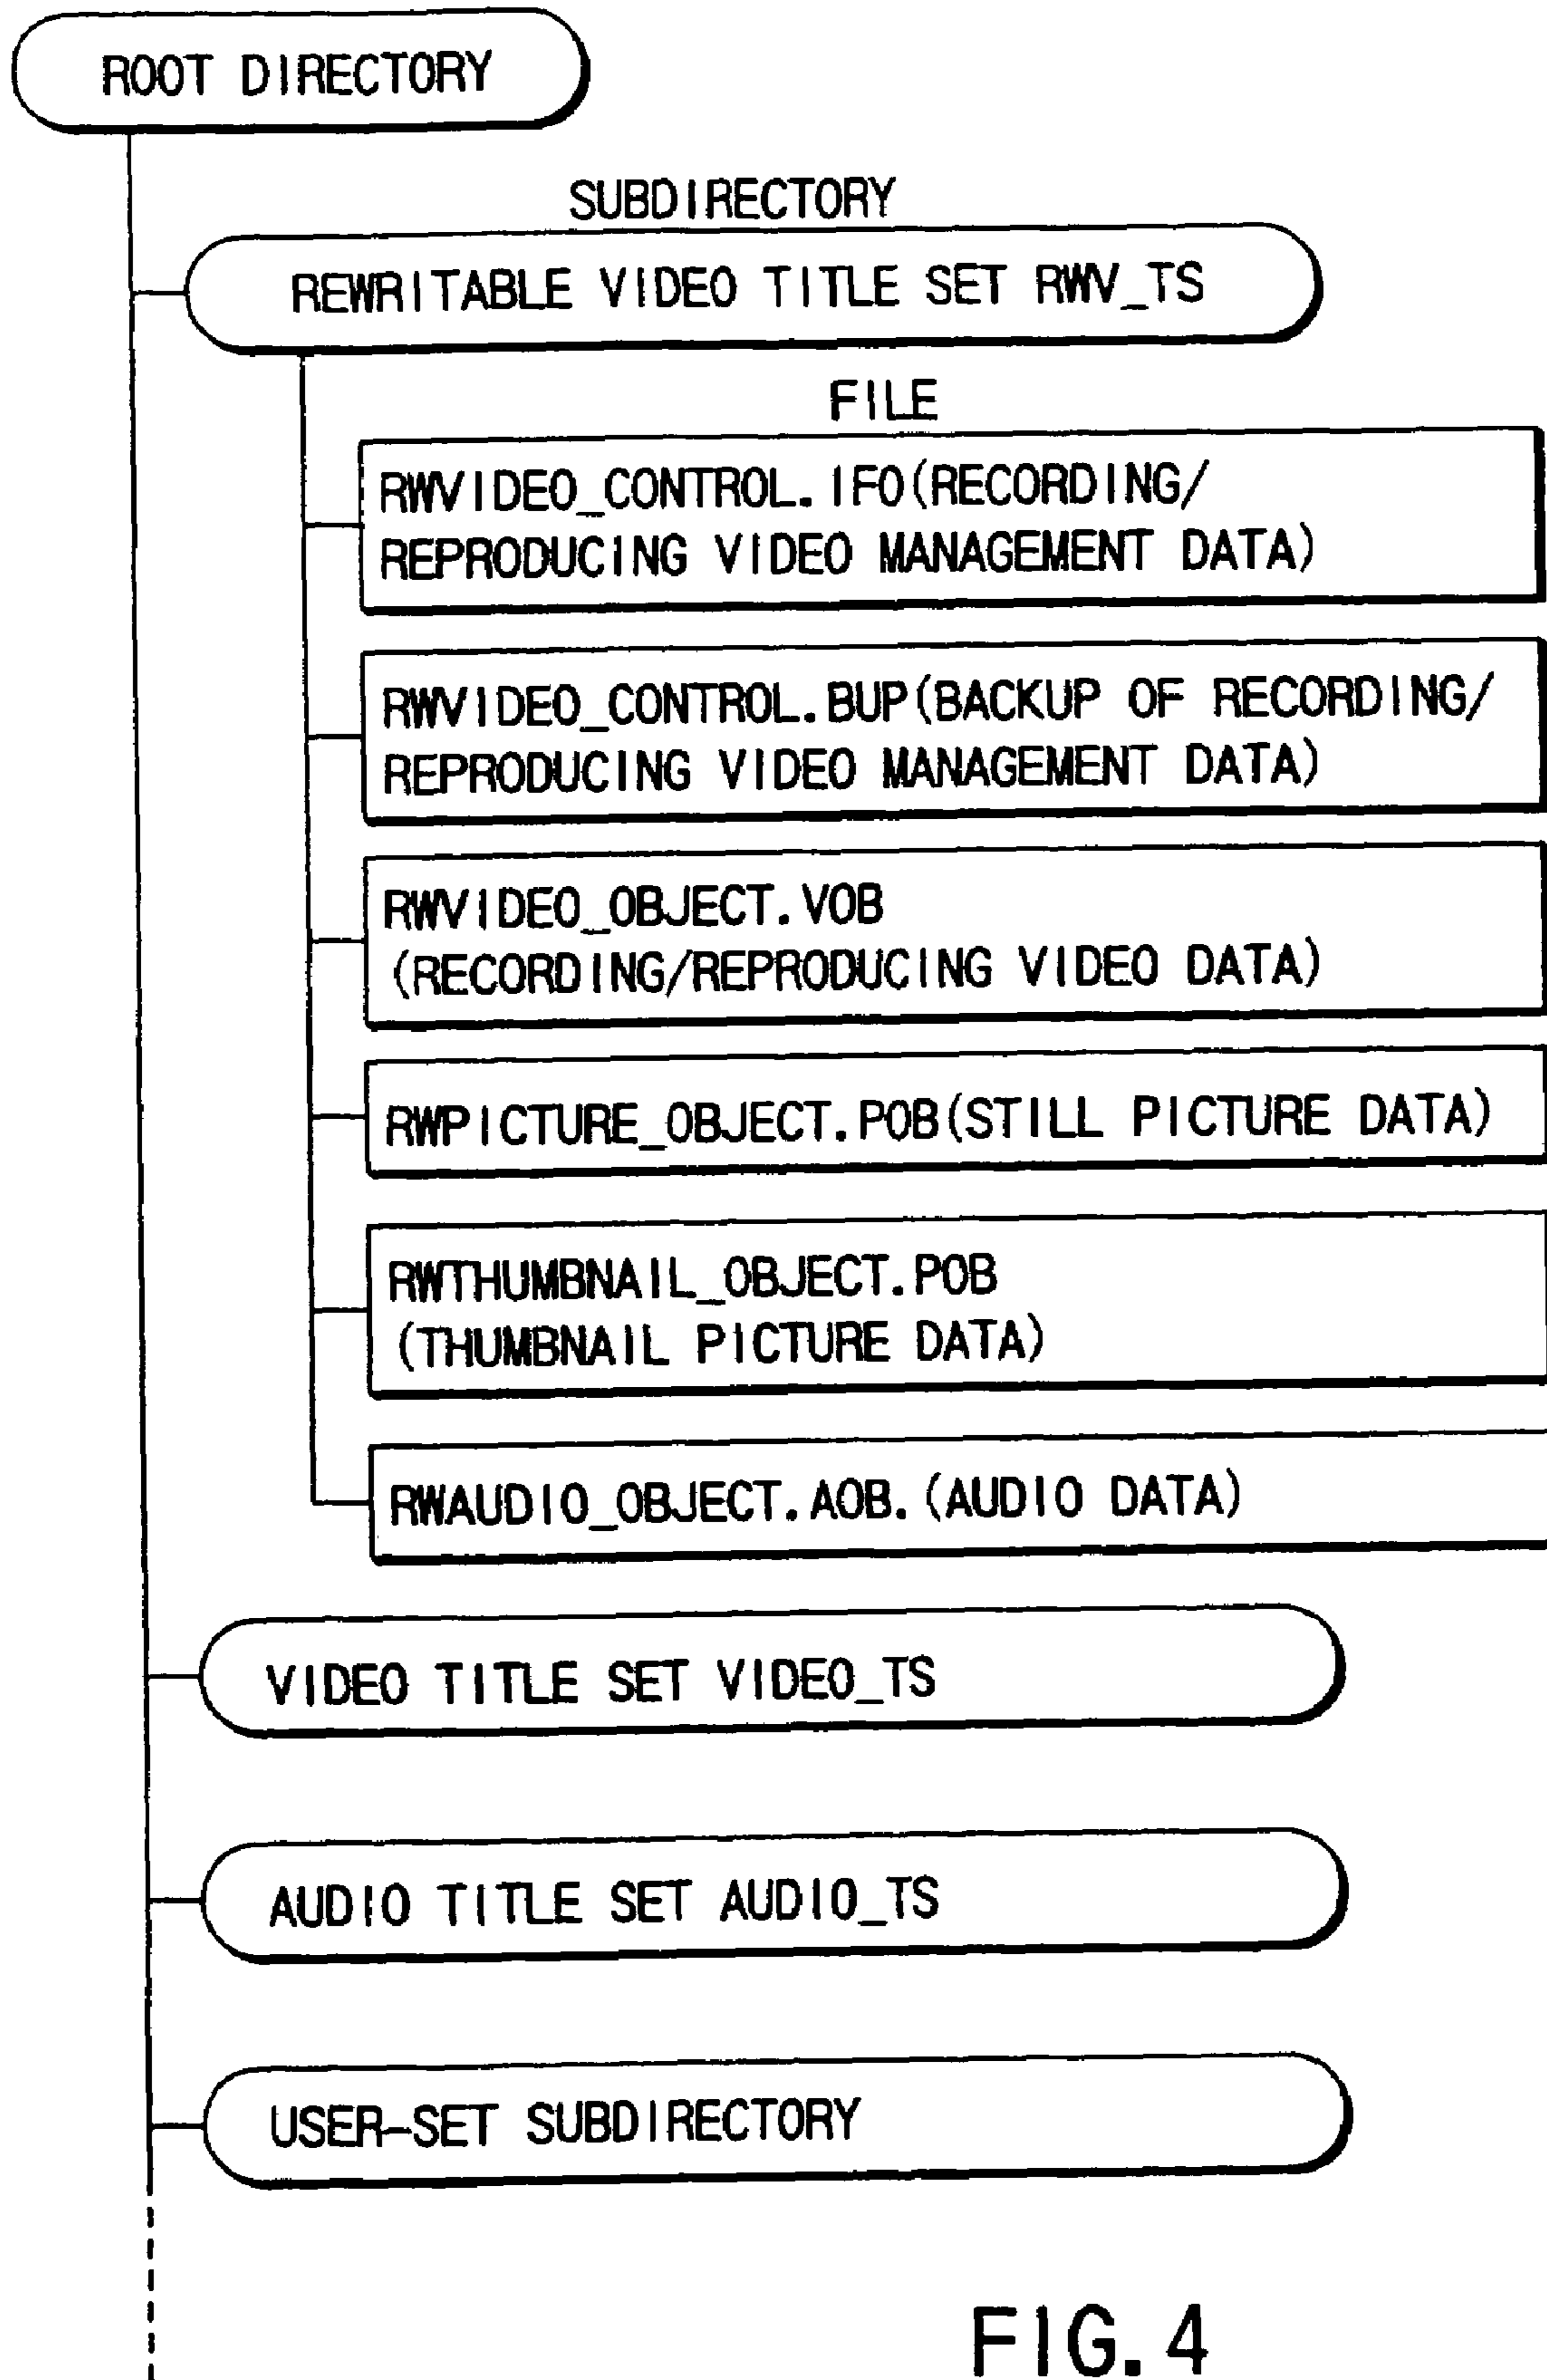 ROOT DIRECTORY
SUBDIRECTORY
REWRITABLE VIDEO TITLE SET RWV_TS
FILE
RWVIDEO_CONTROL.IFO(RECORDING/
REPRODUCING VIDEO MANAGEMENT DATA)
RWVIDEO_CONTROL.BUP(BACKUP OF RECORDING/
REPRODUCING VIDEO MANAGEMENT DATA)
RWVIDEO_OBJECT.VOB
(RECORDING/REPRODUCING VIDEO DATA)
RWPICTURE_OBJECT.POB(STILL PICTURE DATA)
RWTHUMBNAIL_OBJECT.POB
(THUMBNAIL PICTURE DATA)
RWAUDIO_OBJECT.AOB.(AUDIO DATA)
VIDEO TITLE SET VIDEO_TS
AUDIO TITLE SET AUDIO_TS
USER-SET SUBDIRECTORY
FIG. 4